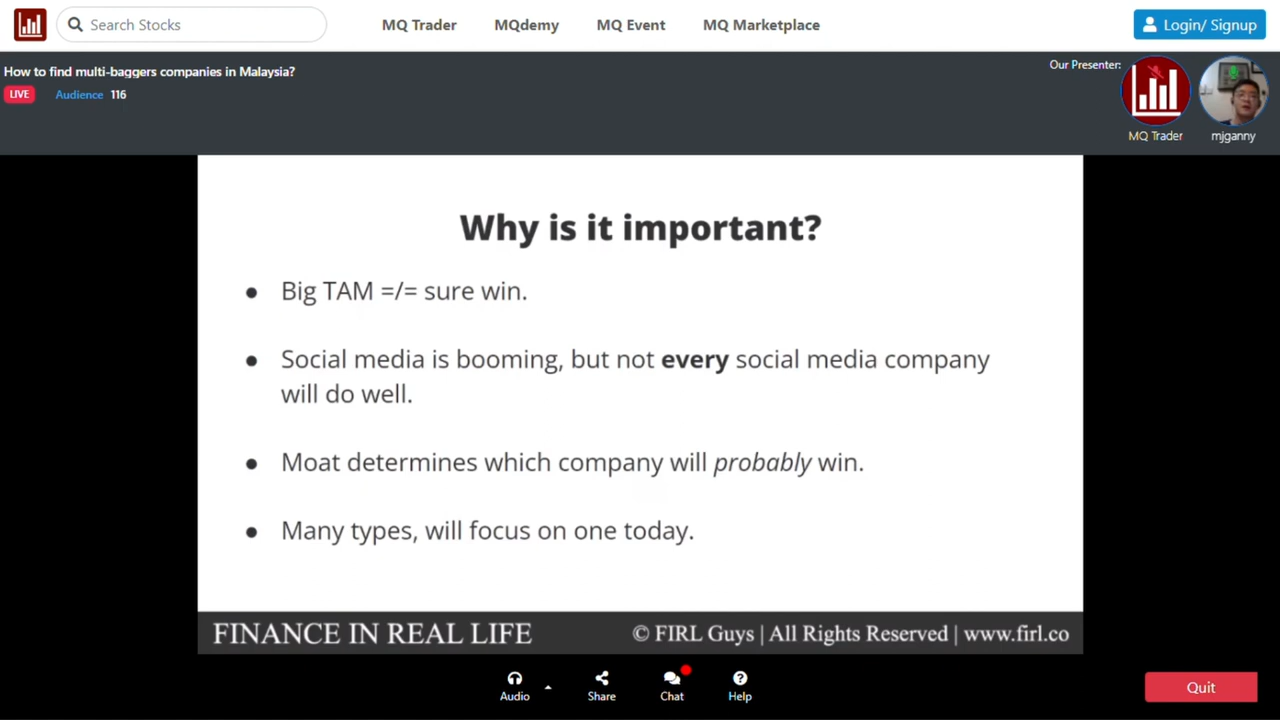 Search Stocks
MQ Trader
MQdemy
MQ Event
MQ Marketplace
Login/ Signup
How to find multi-baggers companies in Malaysia?
LIVE
Audience 116
Our Presenter:
MQ Trader
mjganny
Why is it important?
● Big TAM =/= sure win.
● Social media is booming, but not every social media company
will do well.
● Moat determines which company will probably win.
● Many types, will focus on one today.
FINANCE IN REAL LIFE
© FIRL Guys | All Rights Reserved | www.firl.co
Audio
Share
Chat
Help
Quit